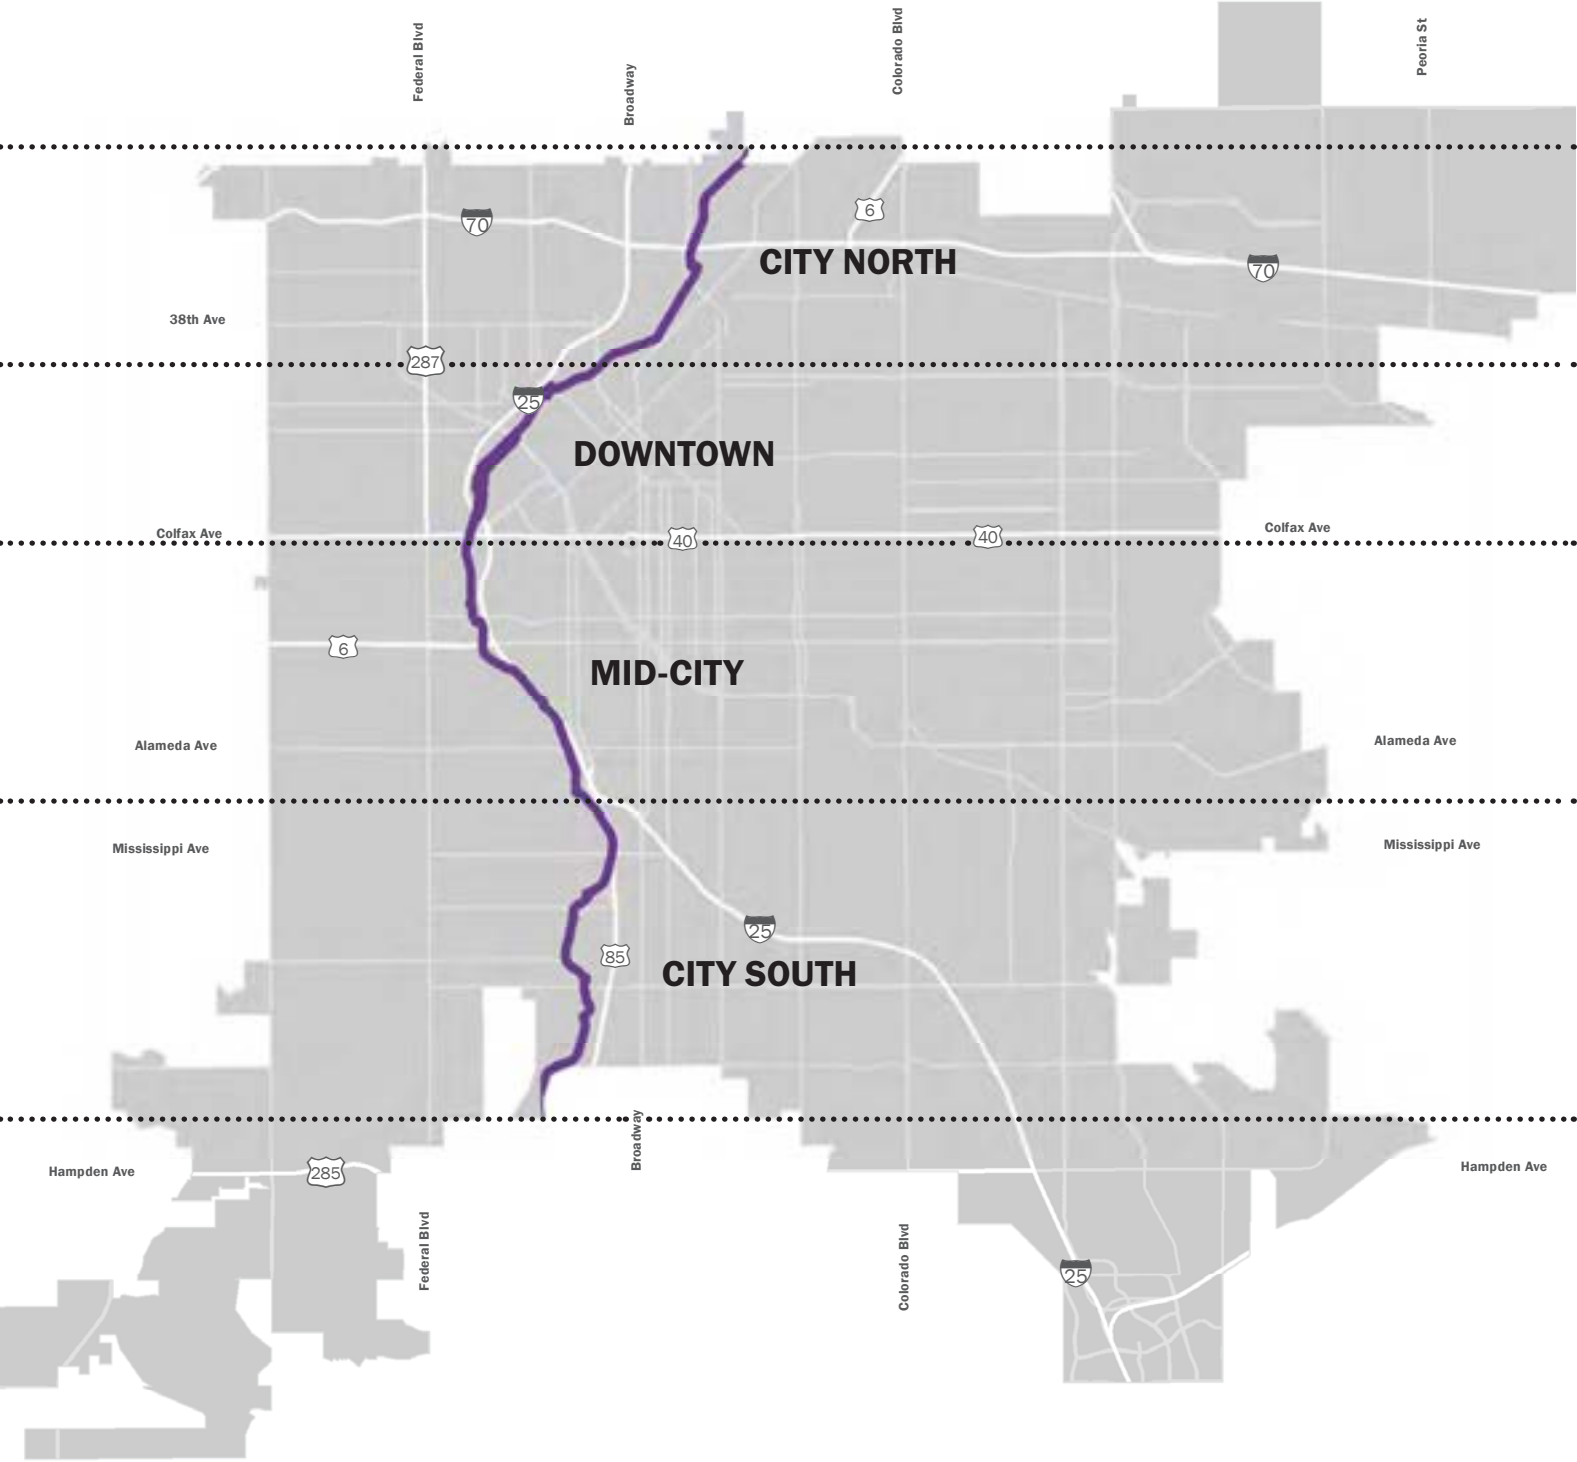 Federal Blvd
Broadway
Colorado Blvd
Peoria St
6
70
CITY NORTH
70
38th Ave
287
25
DOWNTOWN
Colfax Ave
40
40
Colfax Ave
6
MID-CITY
Alameda Ave
Alameda Ave
Mississippi Ave
Mississippi Ave
25
85
CITY SOUTH
Broadway
Hampden Ave
285
Hampden Ave
Federal Blvd
Colorado Blvd
25